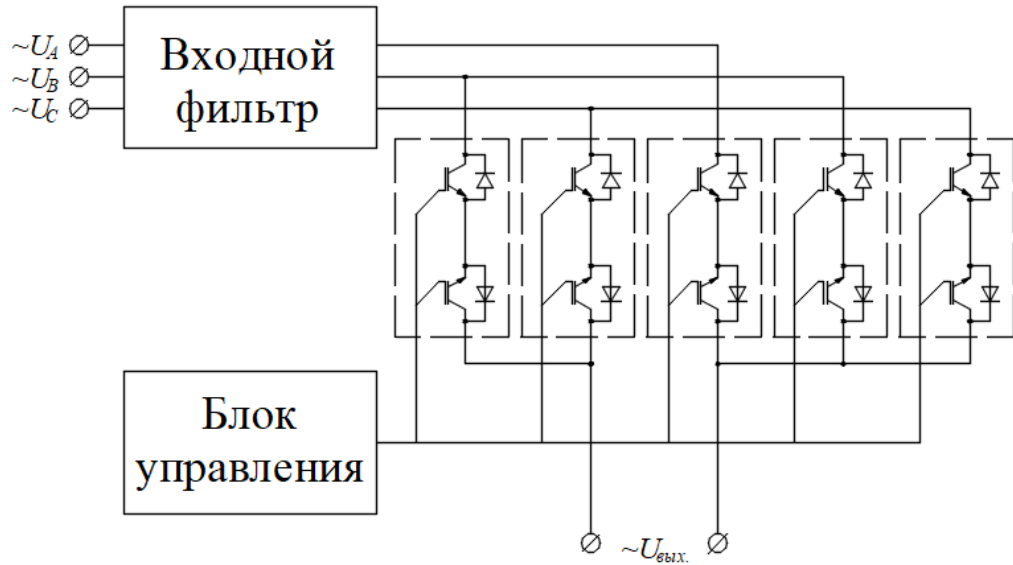 ~U_A
Входной
фильтр
~U_B
~U_C
Блок
управления
~U_вых.